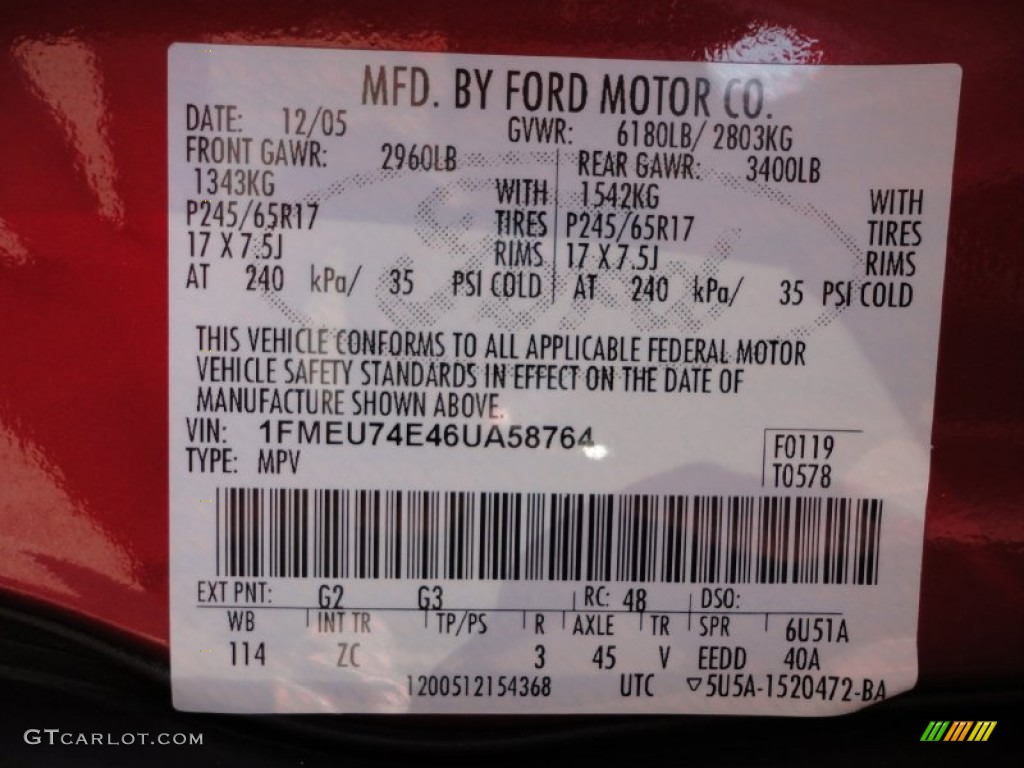 MFD. BY FORD MOTOR CO.
DATE: 12/05 GVWR: 6180LB/ 2803KG
FRONT GAWR: 2960LB REAR GAWR: 3400LB
1343KG WITH 1542KG WITH
P245/65R17 TIRES P245/65R17 TIRES
17 X 7.5J RIMS 17 X 7.5J RIMS
AT 240 kPa/ 35 PSI COLD AT 240 kPa/ 35 PSI COLD
THIS VEHICLE CONFORMS TO ALL APPLICABLE FEDERAL MOTOR
VEHICLE SAFETY STANDARDS IN EFFECT ON THE DATE OF
MANUFACTURE SHOWN ABOVE.
VIN: 1FMEU74E46UA58764 F0119
TYPE: MPV T0578
EXT PNT: G2 G3 RC: 48 DSO:
WB INT TR TP/PS R AXLE TR SPR 6U51A
114 ZC 3 45 V EEDD 40A
1200512154368 UTC ▽5U5A-1520472-BA
GTCARLOT.COM